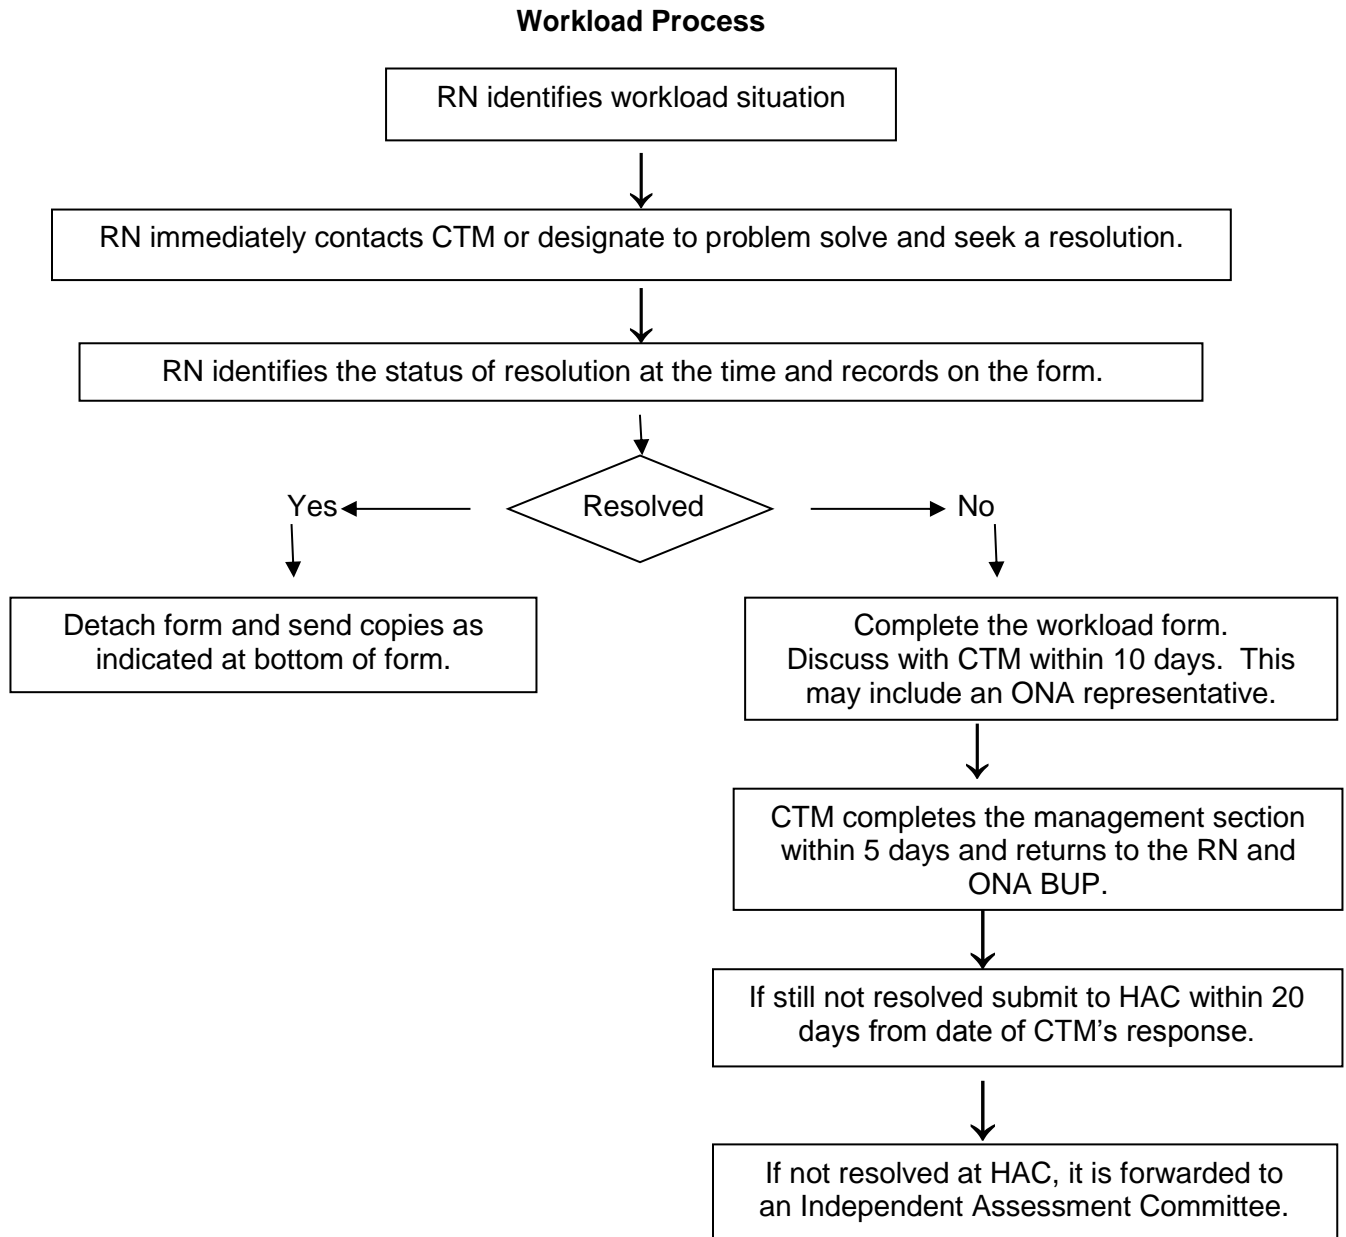 Workload Process
RN identifies workload situation
RN immediately contacts CTM or designate to problem solve and seek a resolution.
RN identifies the status of resolution at the time and records on the form.
Yes
Resolved
No
Detach form and send copies as
indicated at bottom of form.
Complete the workload form.
Discuss with CTM within 10 days.  This
may include an ONA representative.
CTM completes the management section
within 5 days and returns to the RN and
ONA BUP.
If still not resolved submit to HAC within 20
days from date of CTM’s response.
If not resolved at HAC, it is forwarded to
an Independent Assessment Committee.